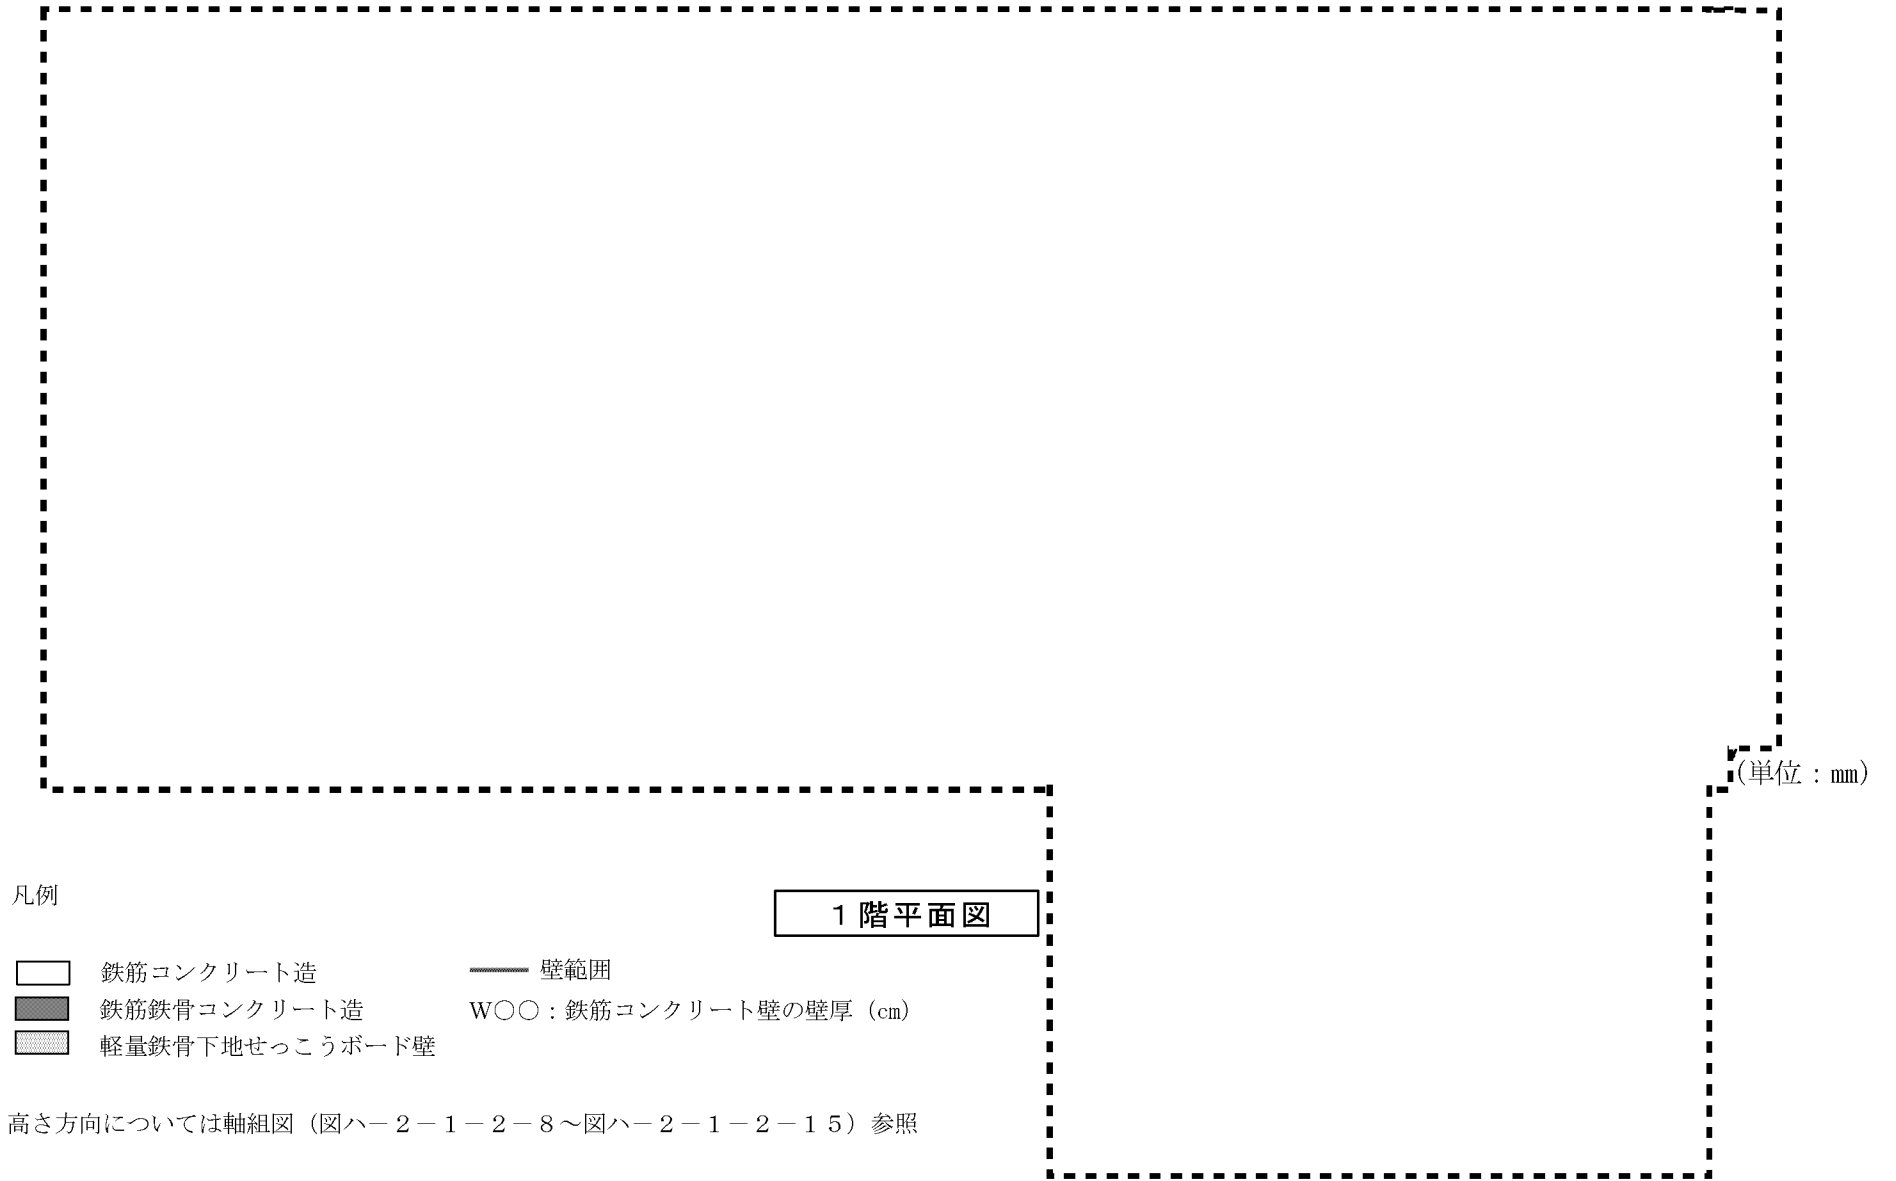 (単位:mm)
凡例
1階平面図
鉄筋コンクリート造
壁範囲
鉄筋鉄骨コンクリート造
W○○:鉄筋コンクリート壁の壁厚(cm)
軽量鉄骨下地せっこうボード壁
高さ方向については軸組図(図ハ-2-1-2-8~図ハ-2-1-2-15)参照